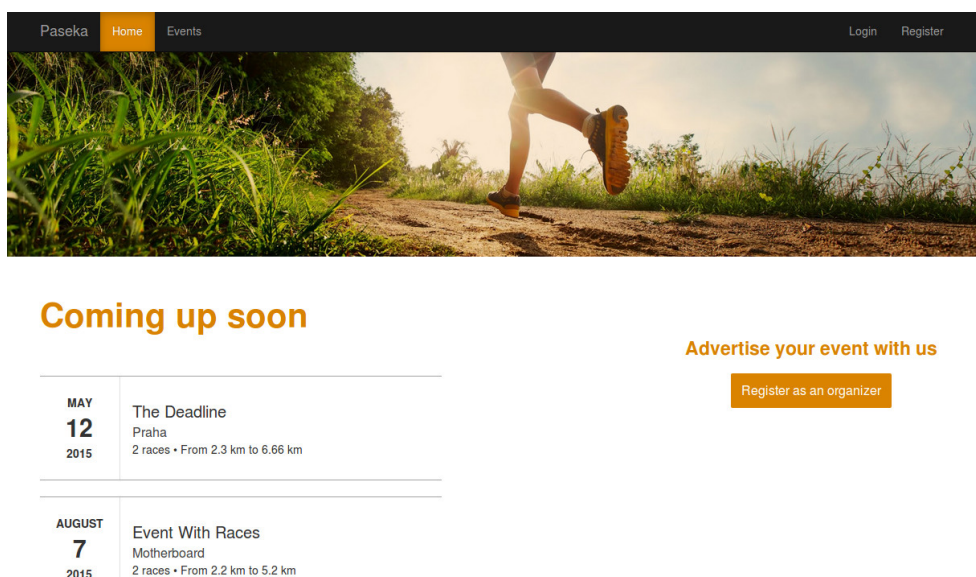 Paseka Home Events Login Register
Coming up soon
Advertise your event with us
Register as an organizer
MAY
12
2015
The Deadline
Praha
2 races • From 2.3 km to 6.66 km
AUGUST
7
2015
Event With Races
Motherboard
2 races • From 2.2 km to 5.2 km